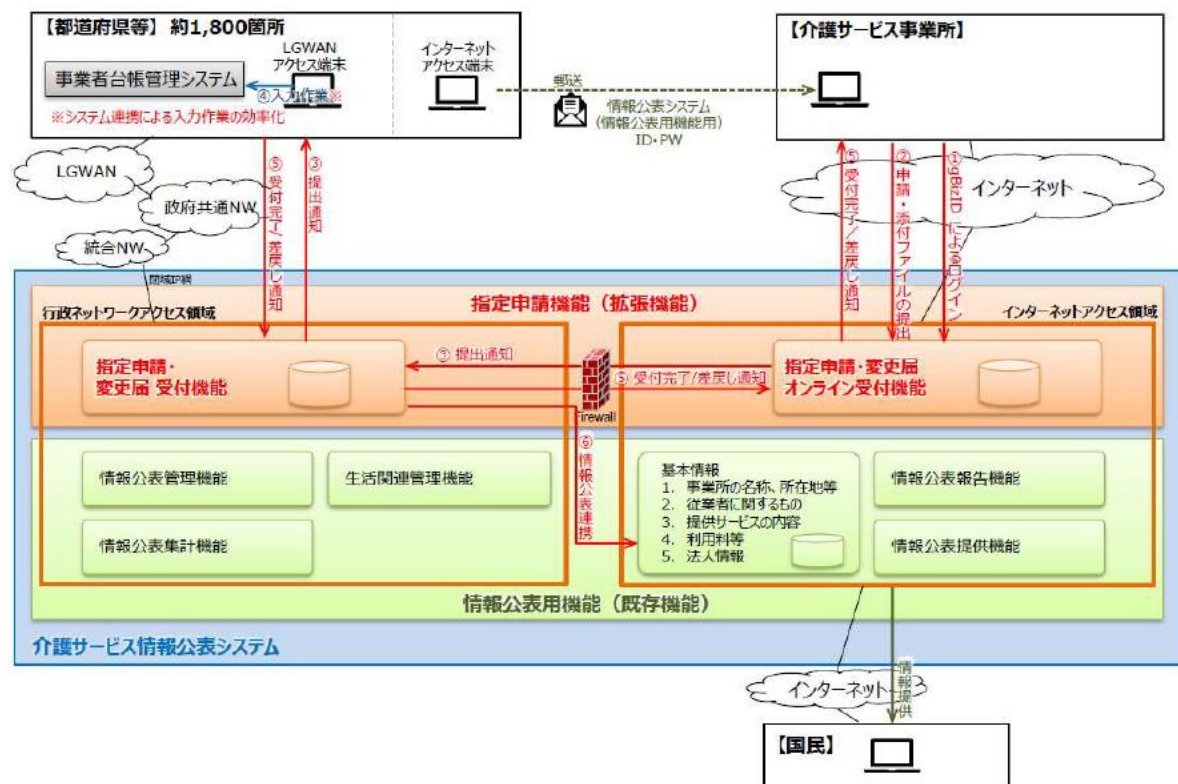 【都道府県等】 約1,800箇所
LGWAN
アクセス端末
インターネット
アクセス端末
事業者台帳管理システム
④入力作業※
※システム連携による入力作業の効率化
郵送
情報公表システム
(情報公表用機能用)
ID・PW
【介護サービス事業所】
LGWAN
政府共通NW
統合NW
閉域IP網
⑤受付完了/差戻し通知
③提出通知
インターネット
⑤受付完了/差戻し通知
②申請・添付ファイルの提出
①gBizIDによるログイン
指定申請機能（拡張機能）
行政ネットワークアクセス領域
インターネットアクセス領域
指定申請・
変更届 受付機能
③ 提出通知
⑤ 受付完了/差戻し通知
Firewall
指定申請・変更届
オンライン受付機能
⑥情報公表連携
情報公表管理機能
生活関連管理機能
情報公表集計機能
基本情報
1. 事業所の名称、所在地等
2. 従業者に関するもの
3. 提供サービスの内容
4. 利用料等
5. 法人情報
情報公表報告機能
情報公表提供機能
情報公表用機能（既存機能）
介護サービス情報公表システム
インターネット
情報提供
【国民】